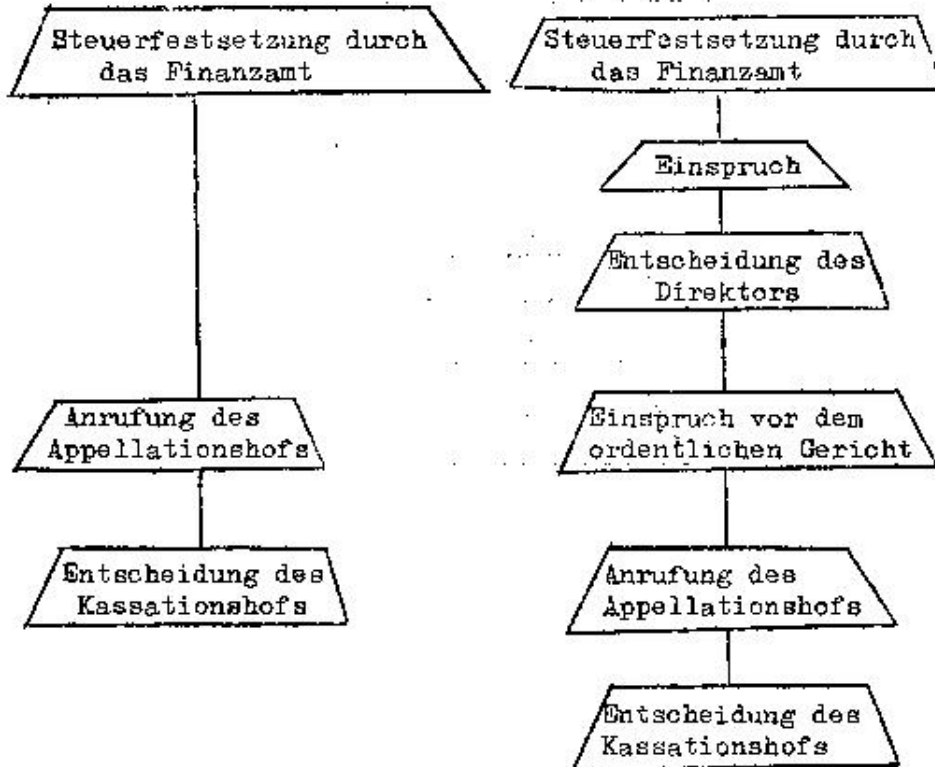 Steuerfestsetzung durch
das Finanzamt
Anrufung des
Appellationshofs
Entscheidung des
Kassationshofs
Steuerfestsetzung durch
das Finanzamt
Einspruch
Entscheidung des
Direktors
Einspruch vor dem
ordentlichen Gericht
Anrufung des
Appellationshofs
Entscheidung des
Kassationshofs